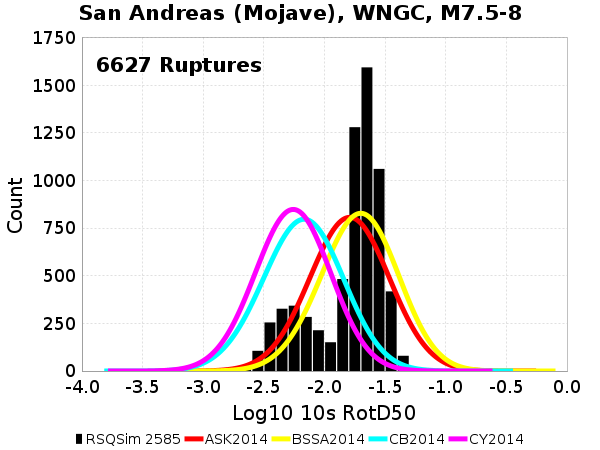 San Andreas (Mojave), WNGC, M7.5-8
6627 Ruptures
Count
1750
1500
1250
1000
750
500
250
0
-4.0 -3.5 -3.0 -2.5 -2.0 -1.5 -1.0 -0.5 0.0
Log10 10s RotD50
RSQSim 2585 ASK2014 BSSA2014 CB2014 CY2014